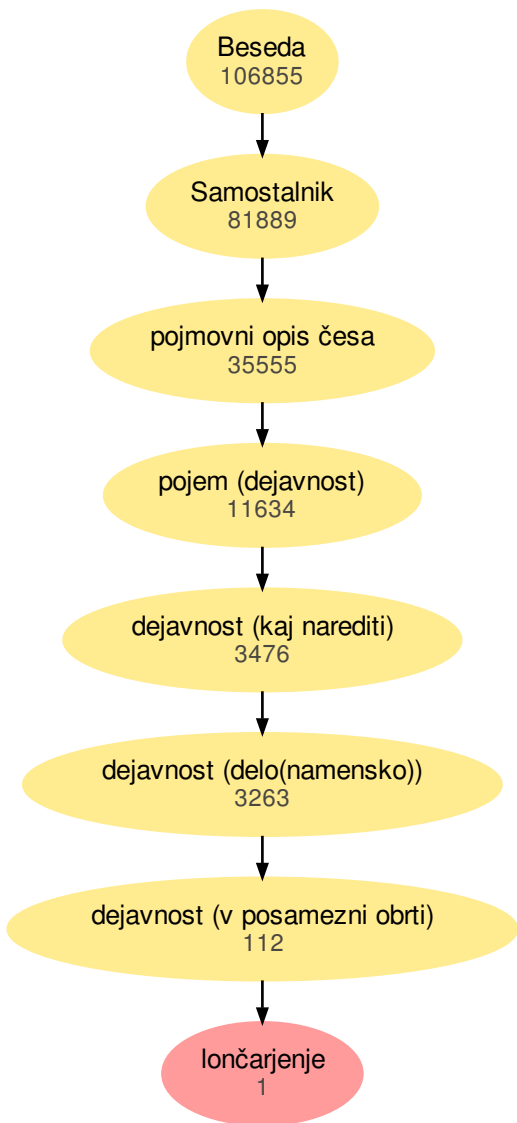 Beseda
106855
Samostalnik
81889
pojmovni opis česa
35555
pojem (dejavnost)
11634
dejavnost (kaj narediti)
3476
dejavnost (delo(namensko))
3263
dejavnost (v posamezni obrti)
112
lončarjenje
1